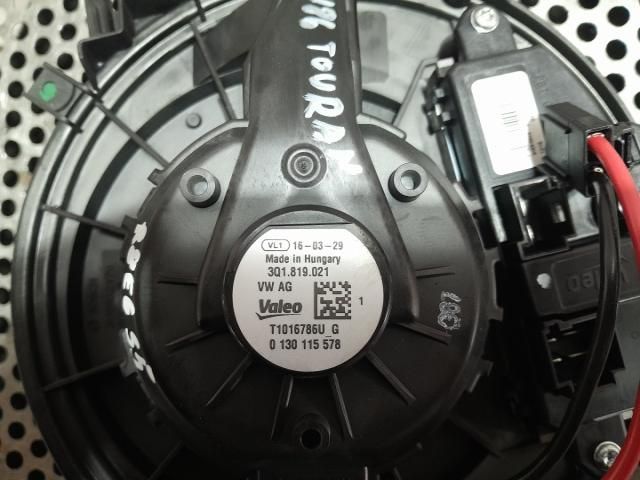 TOURAN
VL1 16-03-29
Made in Hungary
3Q1.819.021
VW AG
Valeo 1
T1016786U_G
0 130 115 578